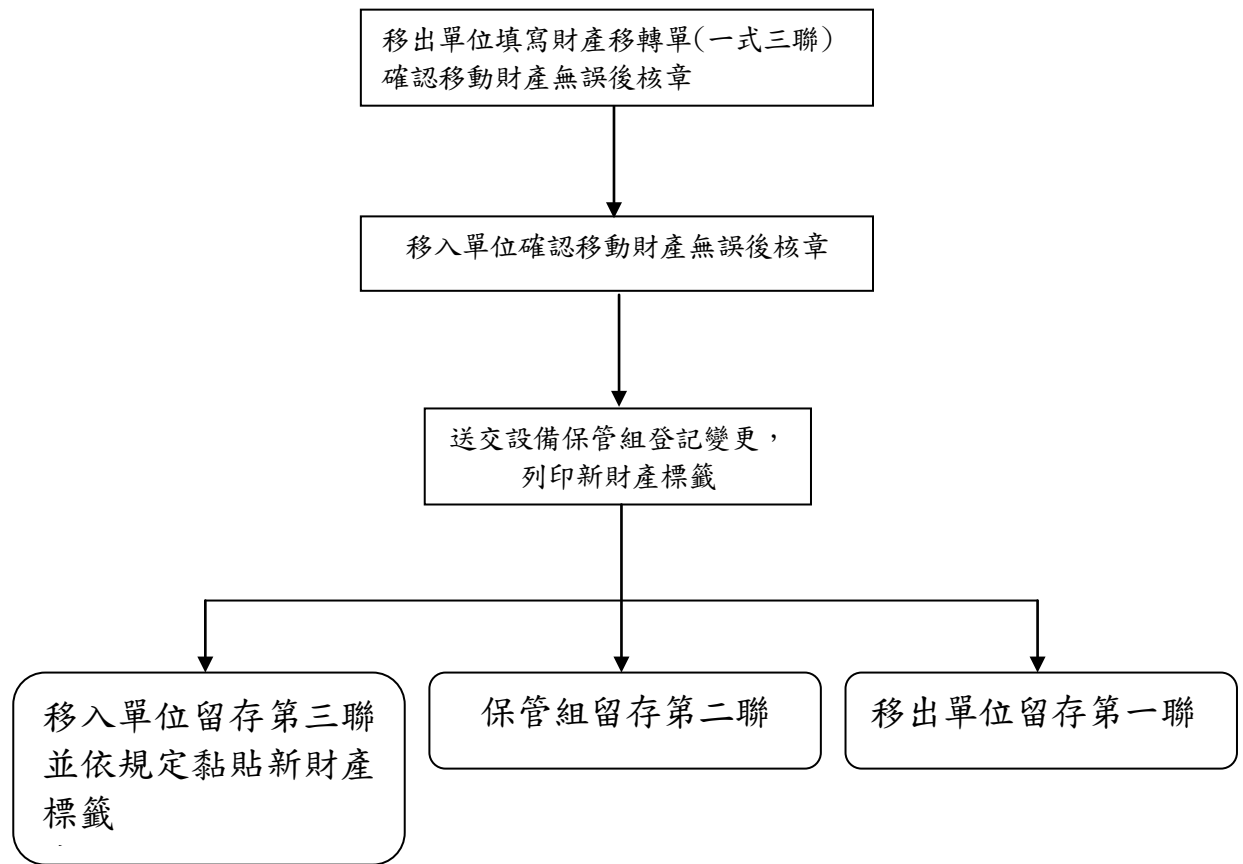 移出單位填寫財產移轉單(一式三聯)
確認移動財產無誤後核章
移入單位確認移動財產無誤後核章
送交設備保管組登記變更，
列印新財產標籤
移入單位留存第三聯
並依規定黏貼新財產
標籤
保管組留存第二聯
移出單位留存第一聯